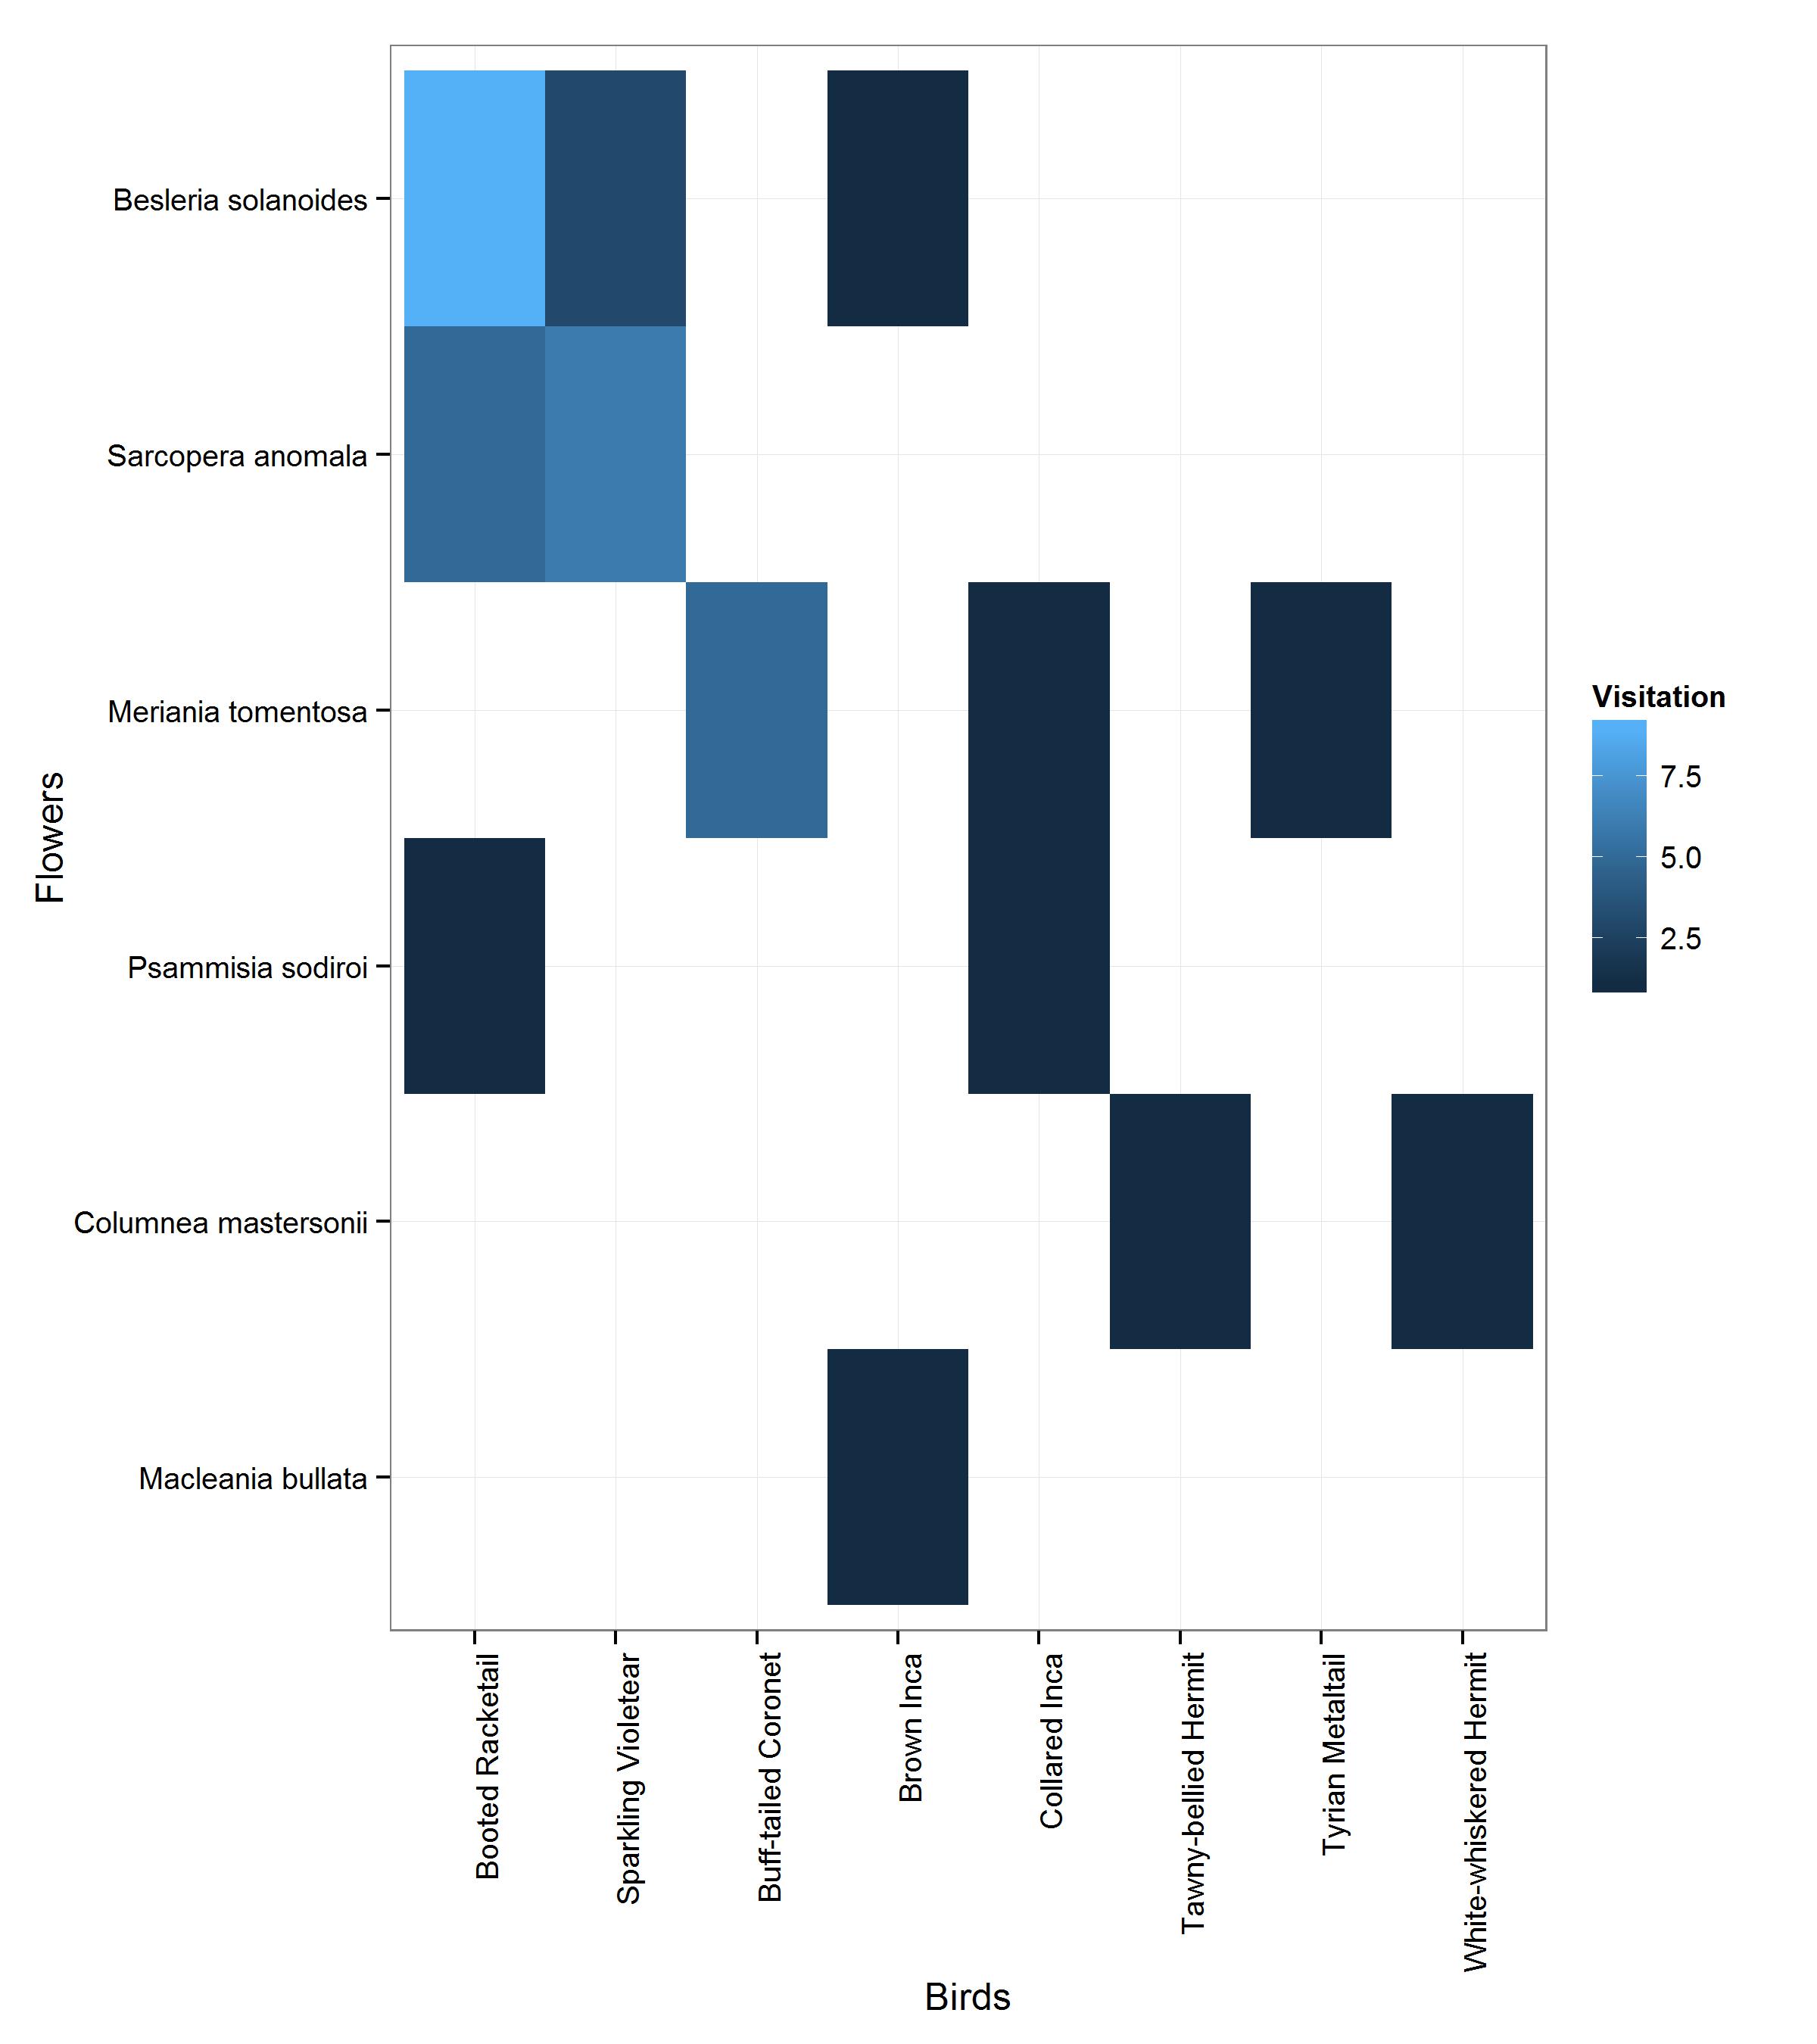 Besleria solanoides
Sarcopera anomala
Meriania tomentosa
Psammisia sodiroi
Columnea mastersonii
Macleania bullata
Flowers
Booted Racketail
Sparkling Violetear
Buff-tailed Coronet
Brown Inca
Collared Inca
Tawny-bellied Hermit
Tyrian Metaltail
White-whiskered Hermit
Birds
Visitation
7.5
5.0
2.5